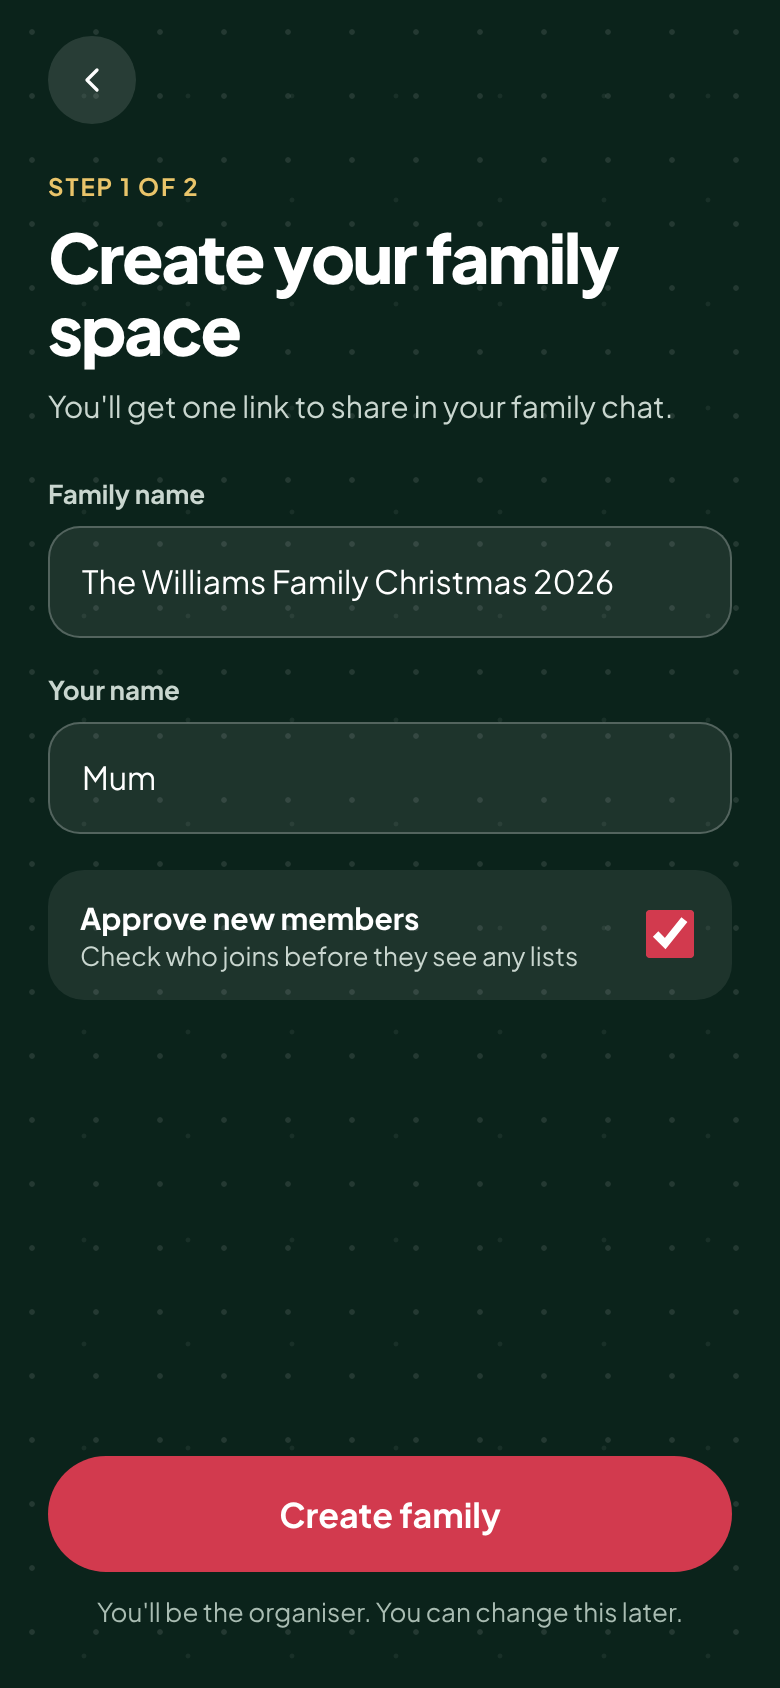 STEP 1 OF 2
Create your family
space
You'll get one link to share in your family chat.
Family name
The Williams Family Christmas 2026
Your name
Mum
Approve new members
Check who joins before they see any lists
Create family
You'll be the organiser. You can change this later.